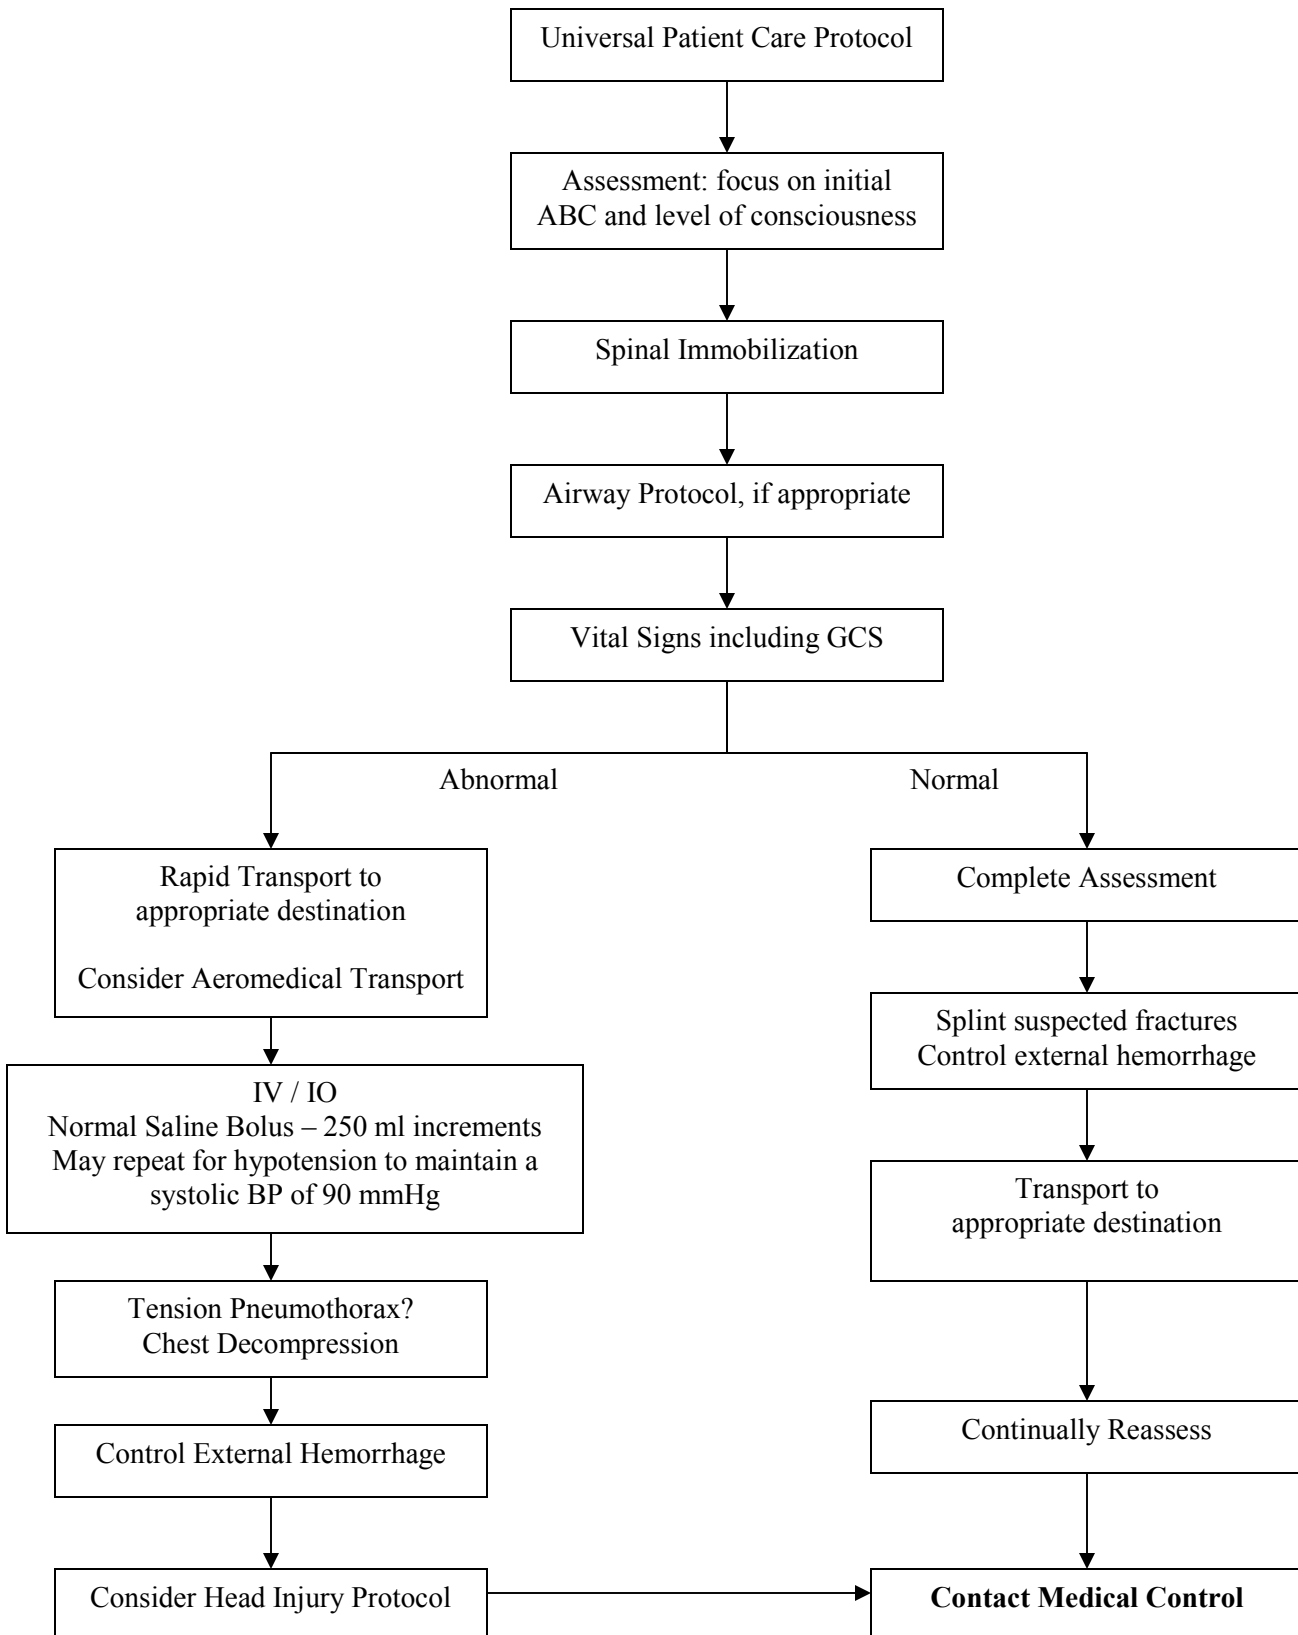 Universal Patient Care Protocol
Assessment: focus on initial
ABC and level of consciousness
Spinal Immobilization
Airway Protocol, if appropriate
Vital Signs including GCS
Abnormal
Normal
Rapid Transport to
appropriate destination
Consider Aeromedical Transport
IV / IO
Normal Saline Bolus – 250 ml increments
May repeat for hypotension to maintain a
systolic BP of 90 mmHg
Tension Pneumothorax?
Chest Decompression
Control External Hemorrhage
Consider Head Injury Protocol
Complete Assessment
Splint suspected fractures
Control external hemorrhage
Transport to
appropriate destination
Continually Reassess
Contact Medical Control